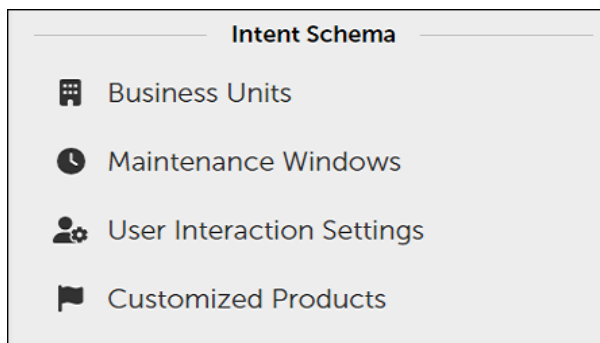 Intent Schema
Business Units
Maintenance Windows
User Interaction Settings
Customized Products